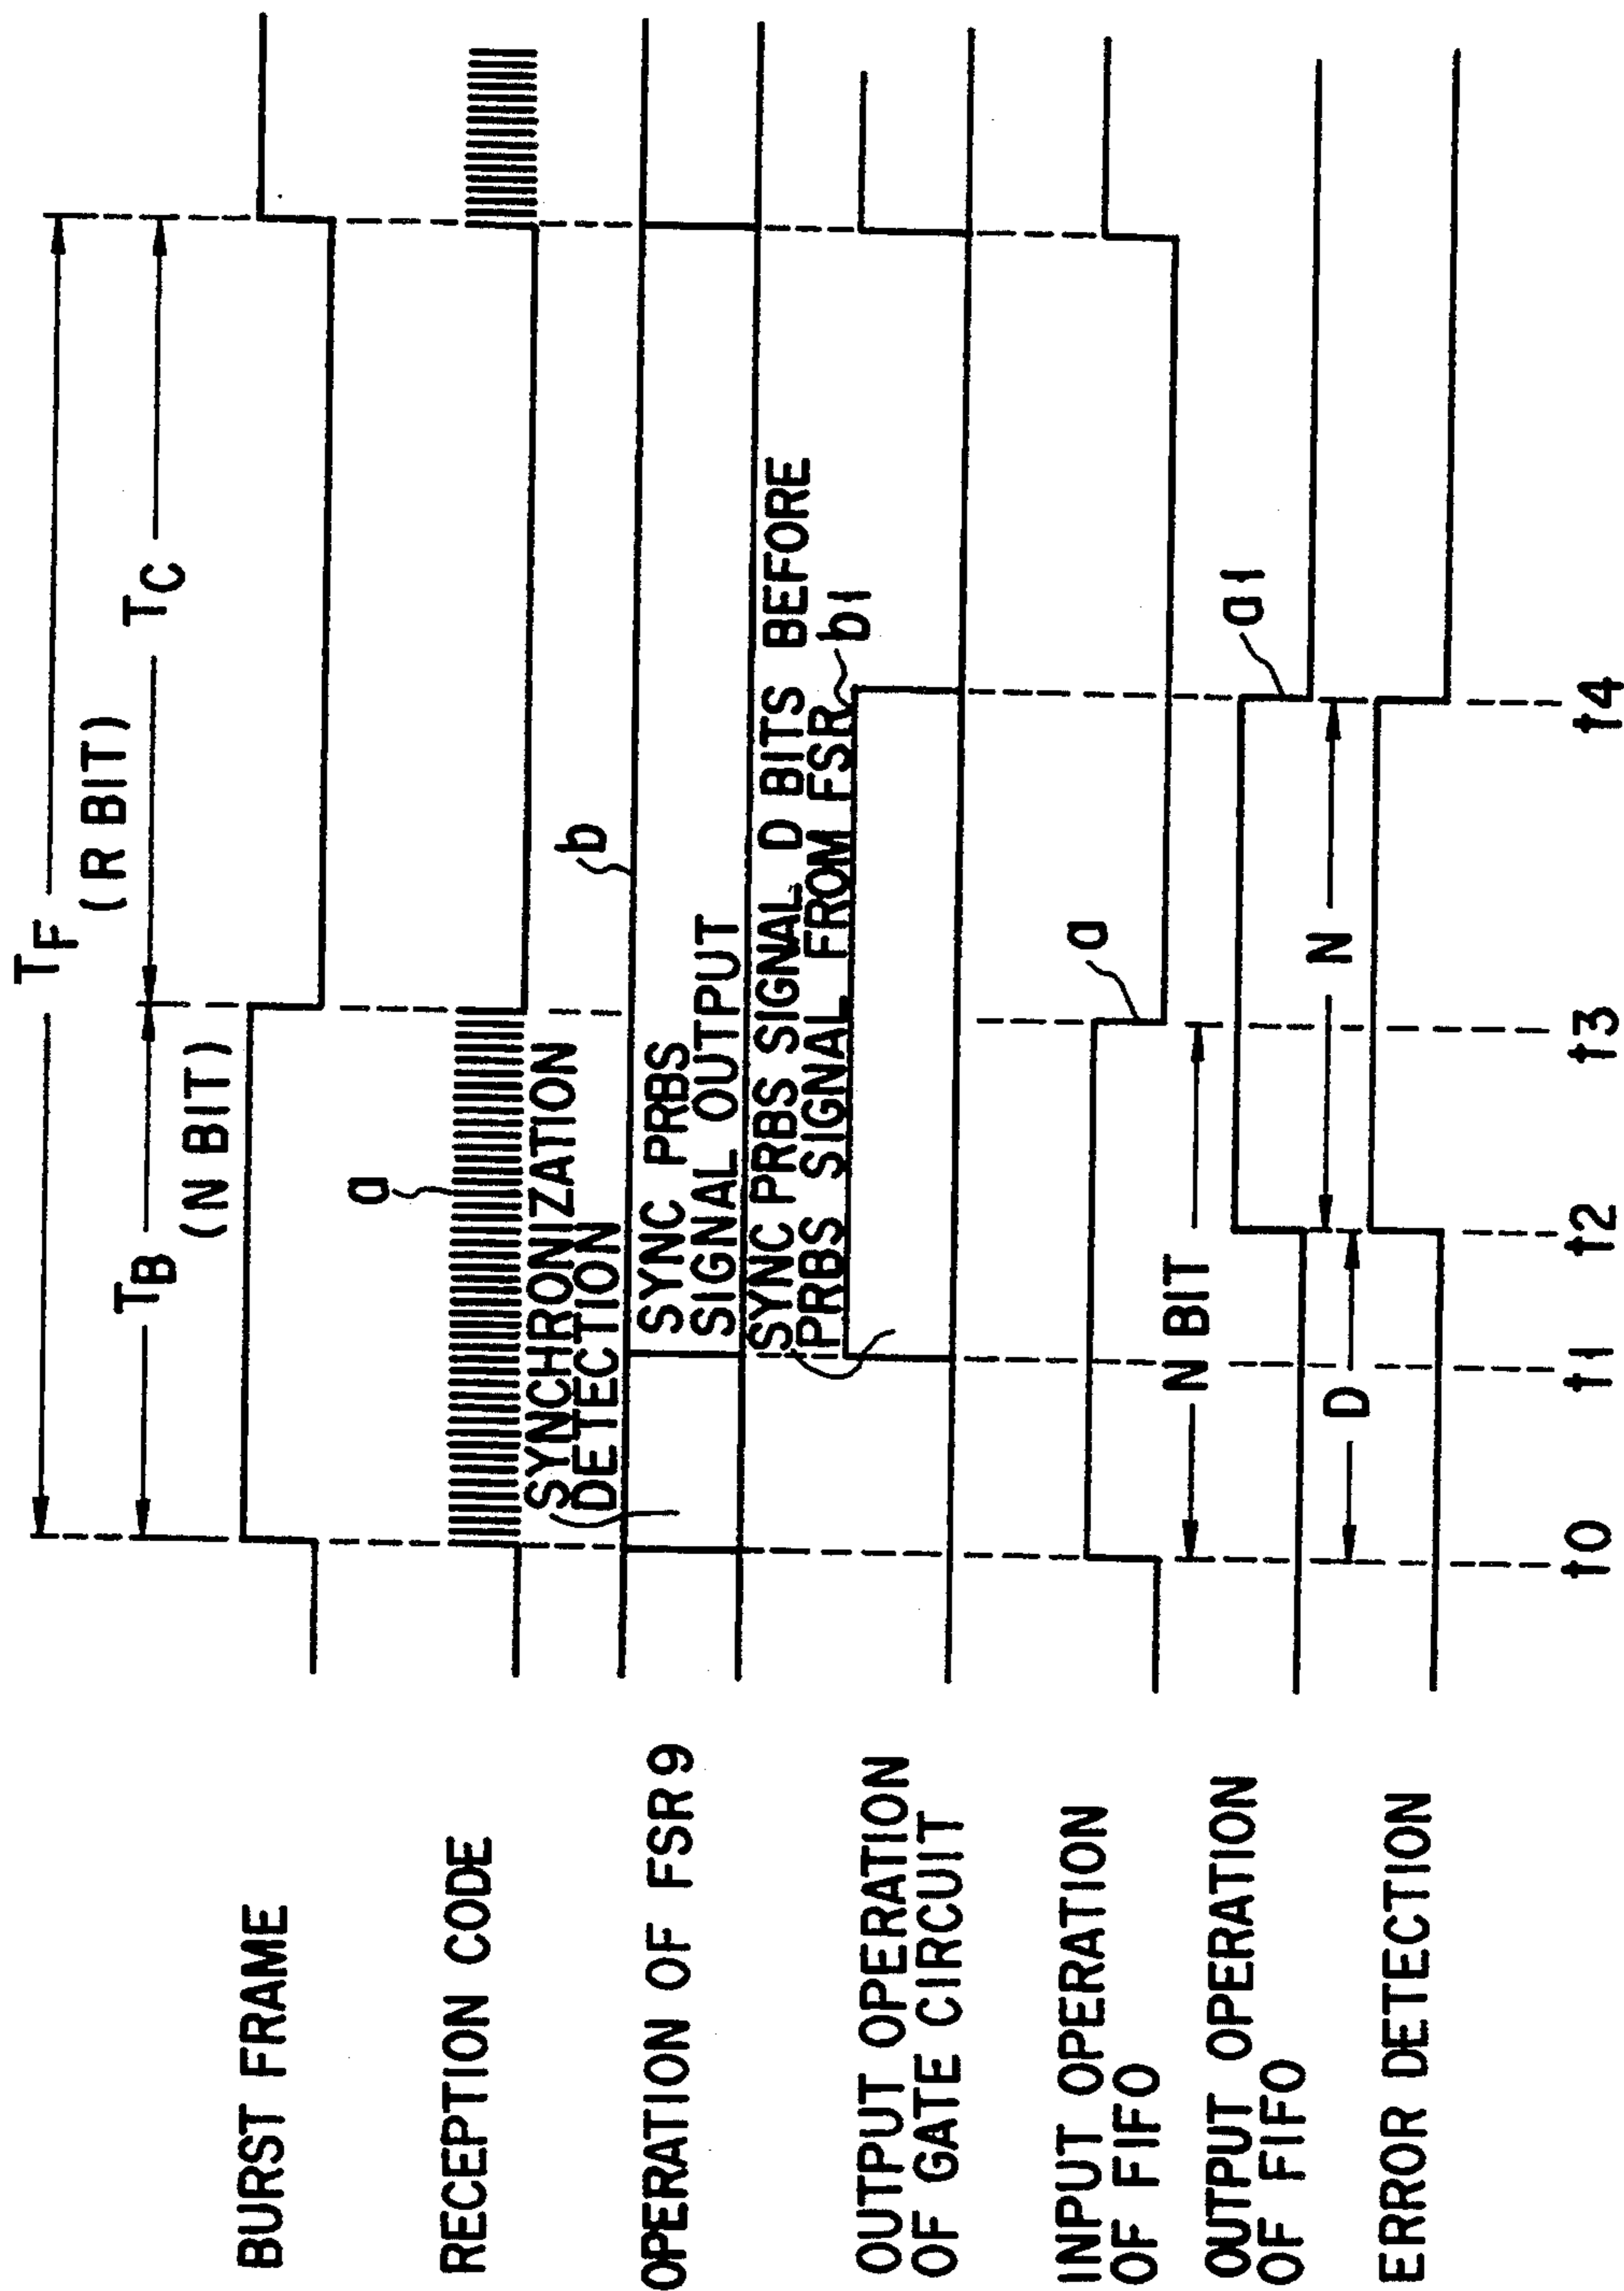 T_F
T_B
T_C
(N BIT)
(R BIT)
BURST FRAME
RECEPTION CODE
a
SYNCHRONIZATION
DETECTION
b
OPERATION OF FSR9
SYNC PRBS
SIGNAL OUTPUT
SYNC PRBS SIGNAL D BITS BEFORE
PRBS SIGNAL FROM FSR
b1
OUTPUT OPERATION
OF GATE CIRCUIT
INPUT OPERATION
OF FIFO
a
N BIT
OUTPUT OPERATION
OF FIFO
a1
D
N
ERROR DETECTION
t0
t1
t2
t3
t4